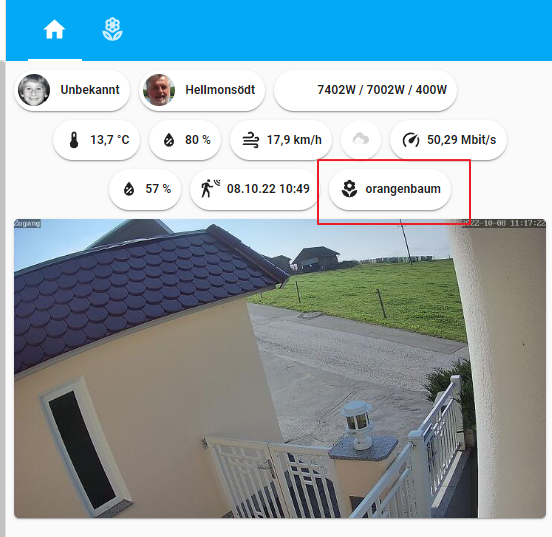 Unbekannt
Hellmonsödt
7402W / 7002W / 400W
13,7 °C
80 %
17,9 km/h
50,29 Mbit/s
57 %
08.10.22 10:49
orangenbaum
Zugang
2022-10-08 11:17:22